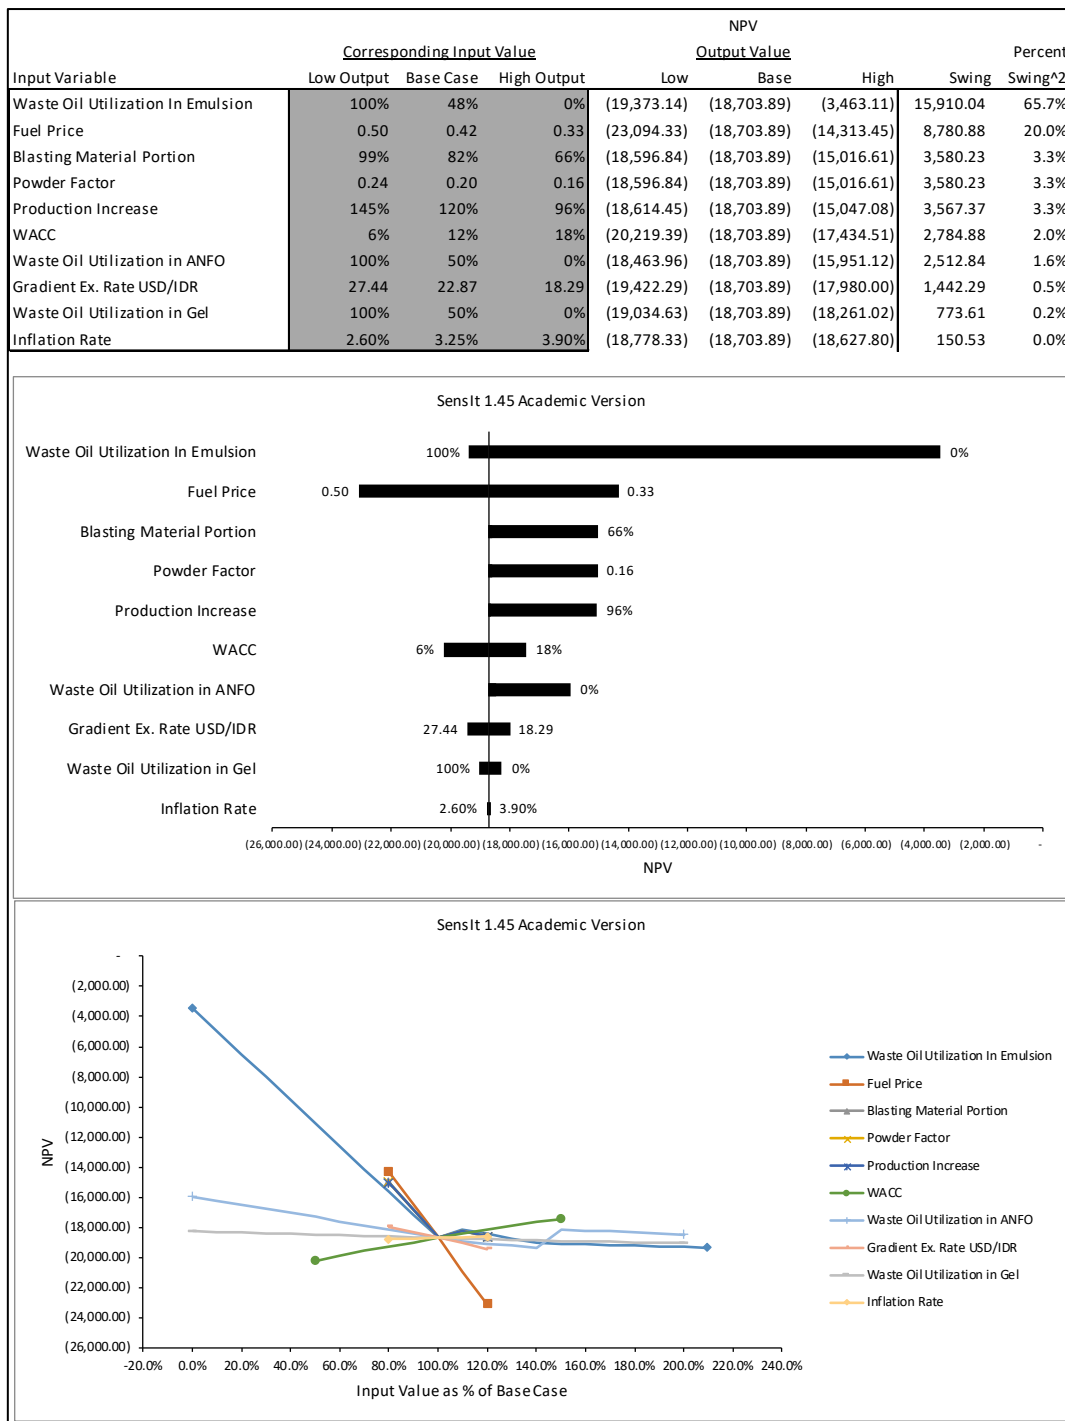 NPV
Corresponding Input Value Output Value Percent
Input Variable Low Output Base Case High Output Low Base High Swing Swing^2
Waste Oil Utilization In Emulsion 100% 48% 0% (19,373.14) (18,703.89) (3,463.11) 15,910.04 65.7%
Fuel Price 0.50 0.42 0.33 (23,094.33) (18,703.89) (14,313.45) 8,780.88 20.0%
Blasting Material Portion 99% 82% 66% (18,596.84) (18,703.89) (15,016.61) 3,580.23 3.3%
Powder Factor 0.24 0.20 0.16 (18,596.84) (18,703.89) (15,016.61) 3,580.23 3.3%
Production Increase 145% 120% 96% (18,614.45) (18,703.89) (15,047.08) 3,567.37 3.3%
WACC 6% 12% 18% (20,219.39) (18,703.89) (17,434.51) 2,784.88 2.0%
Waste Oil Utilization in ANFO 100% 50% 0% (18,463.96) (18,703.89) (15,951.12) 2,512.84 1.6%
Gradient Ex. Rate USD/IDR 27.44 22.87 18.29 (19,422.29) (18,703.89) (17,980.00) 1,442.29 0.5%
Waste Oil Utilization in Gel 100% 50% 0% (19,034.63) (18,703.89) (18,261.02) 773.61 0.2%
Inflation Rate 2.60% 3.25% 3.90% (18,778.33) (18,703.89) (18,627.80) 150.53 0.0%
SensIt 1.45 Academic Version
Waste Oil Utilization In Emulsion 100% 0%
Fuel Price 0.50 0.33
Blasting Material Portion 66%
Powder Factor 0.16
Production Increase 96%
WACC 6% 18%
Waste Oil Utilization in ANFO 0%
Gradient Ex. Rate USD/IDR 27.44 18.29
Waste Oil Utilization in Gel 100% 0%
Inflation Rate 2.60% 3.90%
(26,000.00) (24,000.00) (22,000.00) (20,000.00) (18,000.00) (16,000.00) (14,000.00) (12,000.00) (10,000.00) (8,000.00) (6,000.00) (4,000.00) (2,000.00) -
NPV
SensIt 1.45 Academic Version
-
(2,000.00)
(4,000.00)
(6,000.00)
(8,000.00)
(10,000.00)
(12,000.00)
(14,000.00)
(16,000.00)
(18,000.00)
(20,000.00)
(22,000.00)
(24,000.00)
(26,000.00)
NPV
-20.0% 0.0% 20.0% 40.0% 60.0% 80.0% 100.0% 120.0% 140.0% 160.0% 180.0% 200.0% 220.0% 240.0%
Input Value as % of Base Case
Waste Oil Utilization In Emulsion
Fuel Price
Blasting Material Portion
Powder Factor
Production Increase
WACC
Waste Oil Utilization in ANFO
Gradient Ex. Rate USD/IDR
Waste Oil Utilization in Gel
Inflation Rate